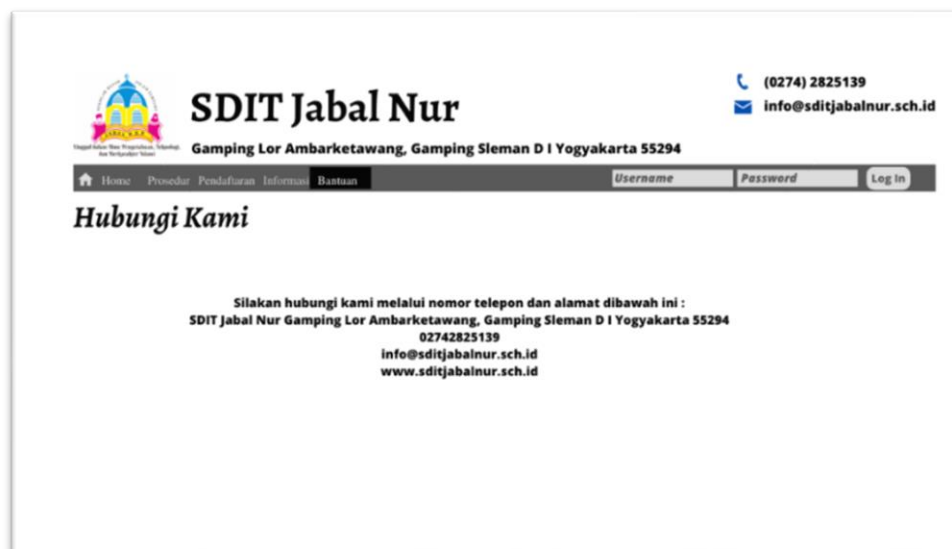 SDIT Jabal Nur
Gamping Lor Ambarketawang, Gamping Sleman D I Yogyakarta 55294
(0274) 2825139
info@sditjabalnur.sch.id
JABAL NUR
Home Prosedur Pendaftaran Informasi Bantuan Username Password Log In
Hubungi Kami
Silakan hubungi kami melalui nomor telepon dan alamat dibawah ini :
SDIT Jabal Nur Gamping Lor Ambarketawang, Gamping Sleman D I Yogyakarta 55294
02742825139
info@sditjabalnur.sch.id
www.sditjabalnur.sch.id